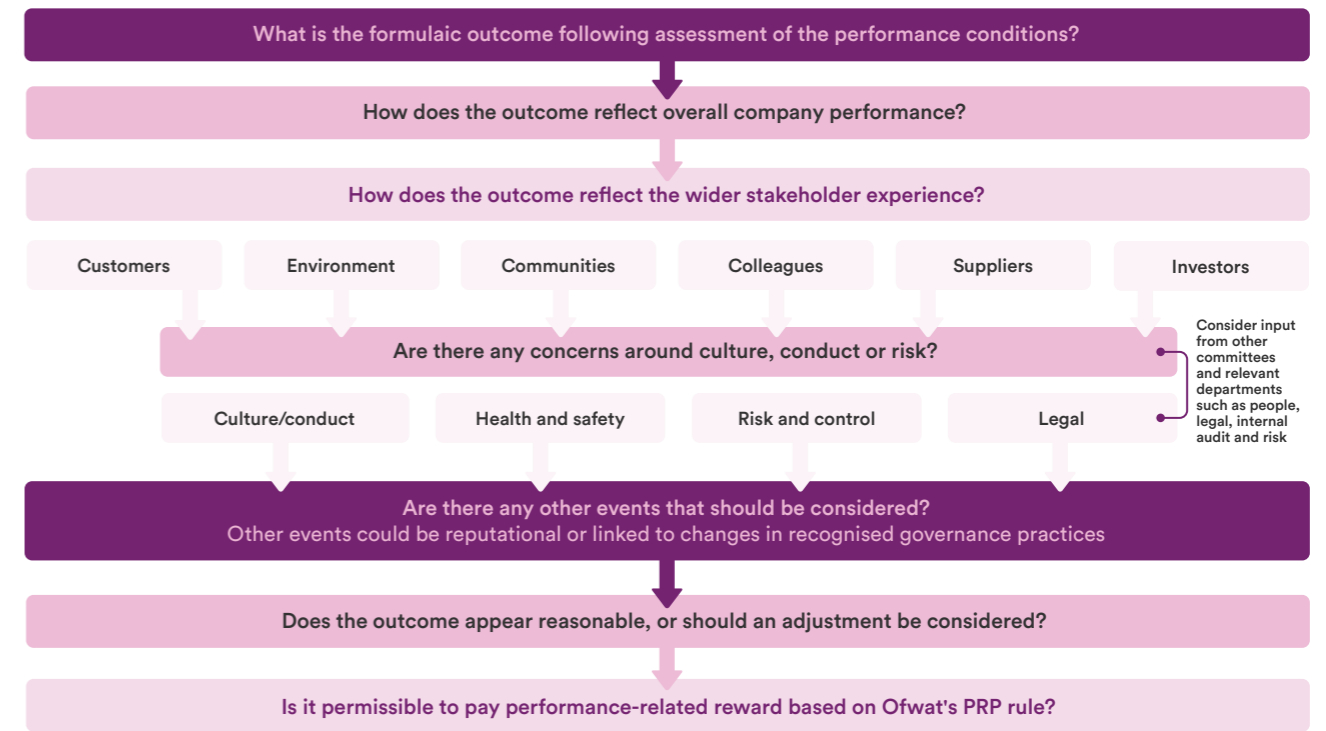 What is the formulaic outcome following assessment of the performance conditions?
How does the outcome reflect overall company performance?
How does the outcome reflect the wider stakeholder experience?
Customers
Environment
Communities
Colleagues
Suppliers
Investors
Are there any concerns around culture, conduct or risk?
Consider input
from other
committees
and relevant
departments
such as people,
legal, internal
audit and risk
Culture/conduct
Health and safety
Risk and control
Legal
Are there any other events that should be considered?
Other events could be reputational or linked to changes in recognised governance practices
Does the outcome appear reasonable, or should an adjustment be considered?
Is it permissible to pay performance-related reward based on Ofwat's PRP rule?